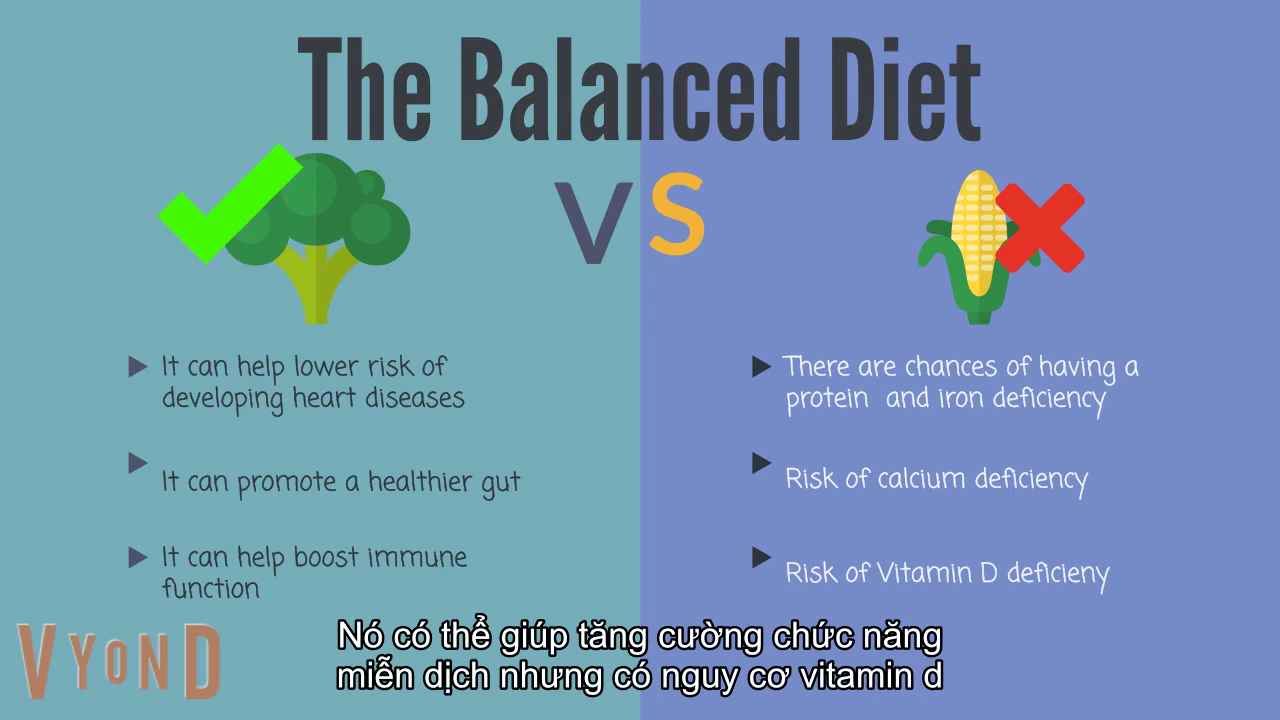 The Balanced Diet
VS
It can help lower risk of
developing heart diseases
It can promote a healthier gut
It can help boost immune
function
There are chances of having a
protein and iron deficiency
Risk of calcium deficiency
Risk of Vitamin D deficieny
Nó có thể giúp tăng cường chức năng
miễn dịch nhưng có nguy cơ vitamin d
VYOND